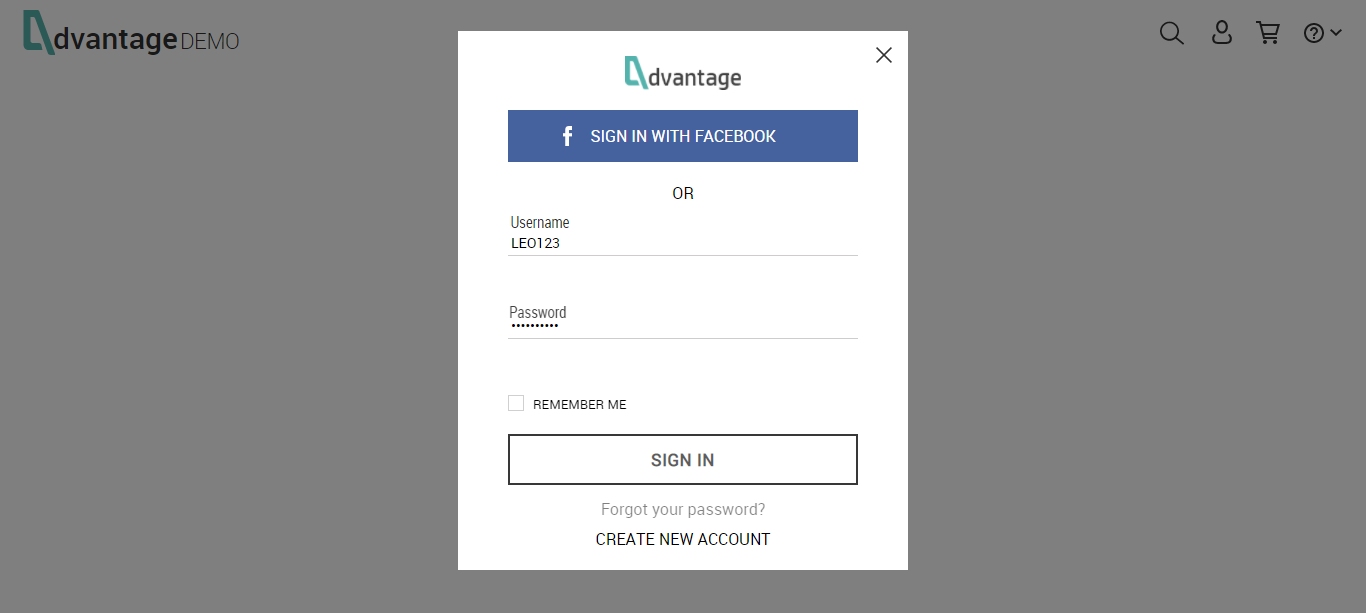 dvantage DEMO
dvantage
SIGN IN WITH FACEBOOK
OR
Username
LEO123
Password
••••••••••
REMEMBER ME
SIGN IN
Forgot your password?
CREATE NEW ACCOUNT